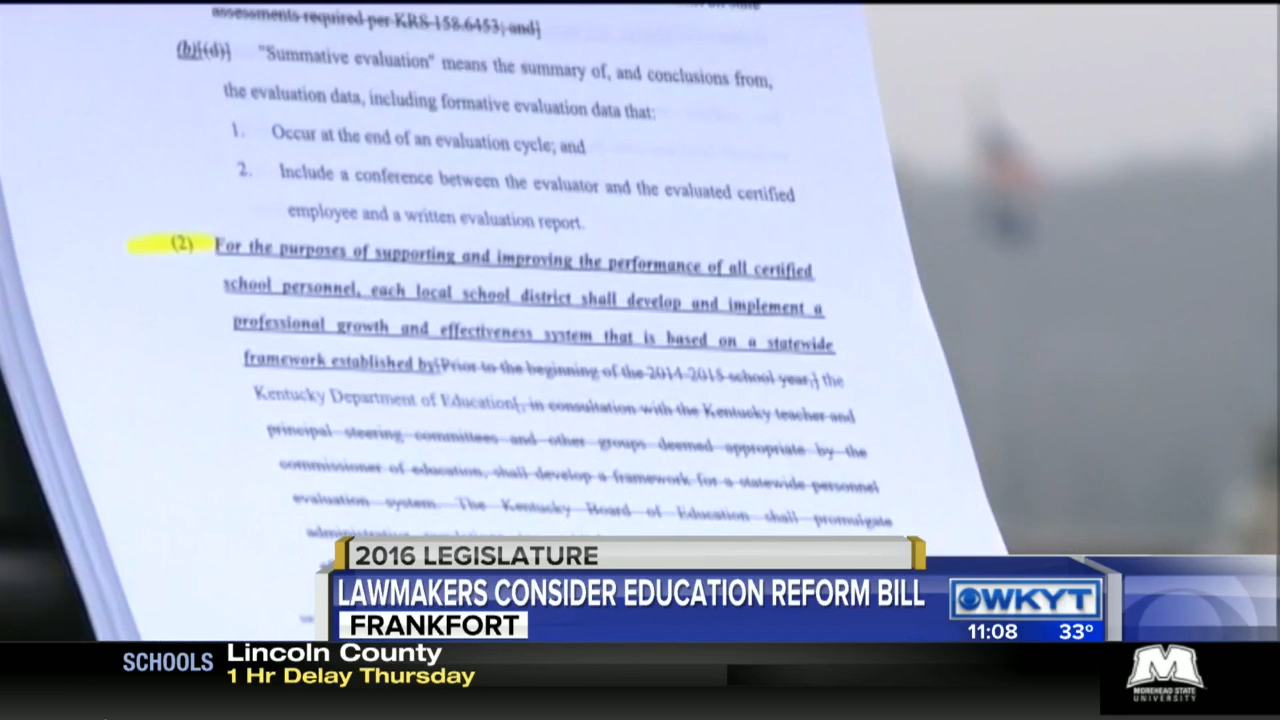 assessments required per KRS 158.6453; and]
(b)[(d)] "Summative evaluation" means the summary of, and conclusions from,
the evaluation data, including formative evaluation data that:
1. Occur at the end of an evaluation cycle; and
2. Include a conference between the evaluator and the evaluated certified
employee and a written evaluation report.
(2) For the purposes of supporting and improving the performance of all certified
school personnel, each local school district shall develop and implement a
professional growth and effectiveness system that is based on a statewide
framework established by[Prior to the beginning of the 2014-2015 school year,] the
Kentucky Department of Education[, in consultation with the Kentucky teacher and
principal steering committees and other groups deemed appropriate by the
commissioner of education, shall develop a framework for a statewide personnel
evaluation system. The Kentucky Board of Education shall promulgate
2016 LEGISLATURE
LAWMAKERS CONSIDER EDUCATION REFORM BILL
FRANKFORT
WKYT
11:08 33°
SCHOOLS Lincoln County
1 Hr Delay Thursday
M
MOREHEAD STATE
UNIVERSITY